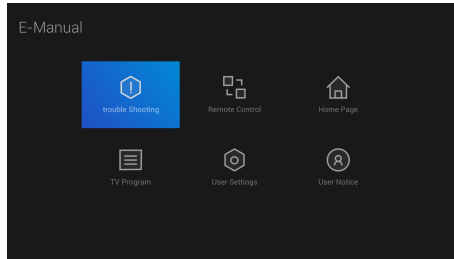 E-Manual
trouble Shooting
Remote Control
Home Page
TV Program
User Settings
User Notice